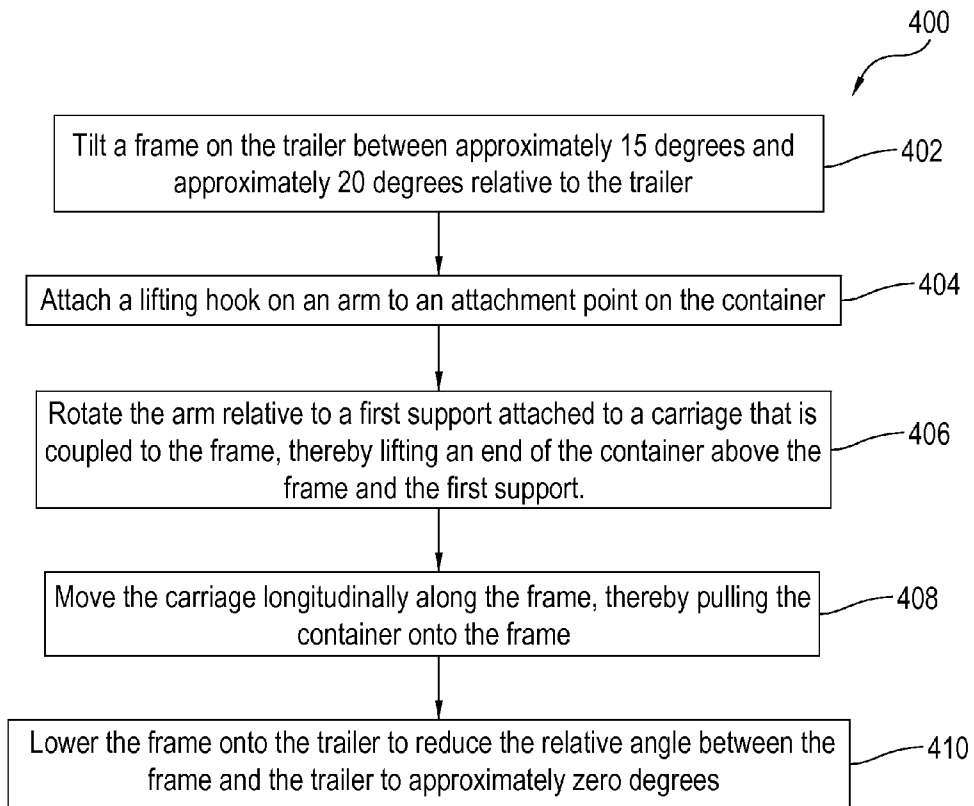 400
Tilt a frame on the trailer between approximately 15 degrees and
approximately 20 degrees relative to the trailer
402
Attach a lifting hook on an arm to an attachment point on the container
404
Rotate the arm relative to a first support attached to a carriage that is
coupled to the frame, thereby lifting an end of the container above the
frame and the first support.
406
Move the carriage longitudinally along the frame, thereby pulling the
container onto the frame
408
Lower the frame onto the trailer to reduce the relative angle between the
frame and the trailer to approximately zero degrees
410